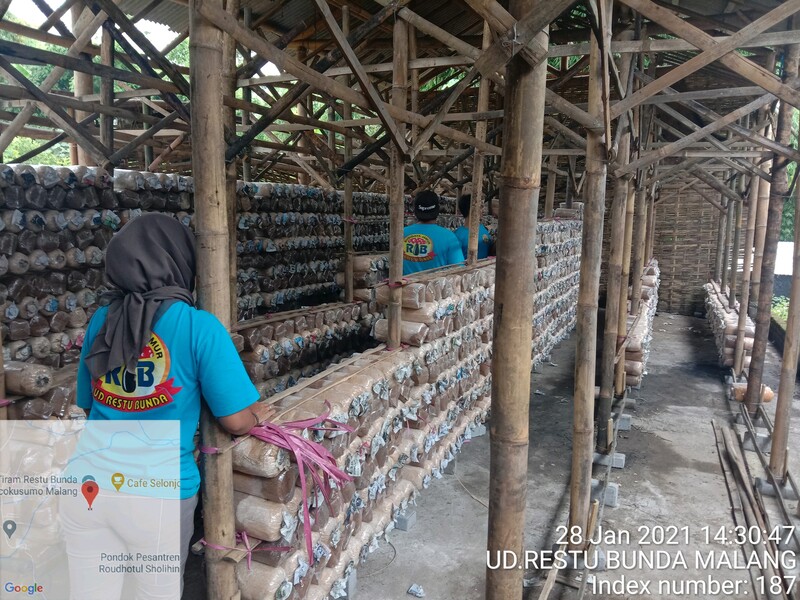 RB
MUR
RB
UD.RESTU BUNDA
Tiram Restu Bunda
Cafe Selonjo
ocokusumo Malang
Pondok Pesantren
Roudhotul Sholihin
Google
28 Jan 2021 14:30:47
UD.RESTU BUNDA MALANG
Index number: 187